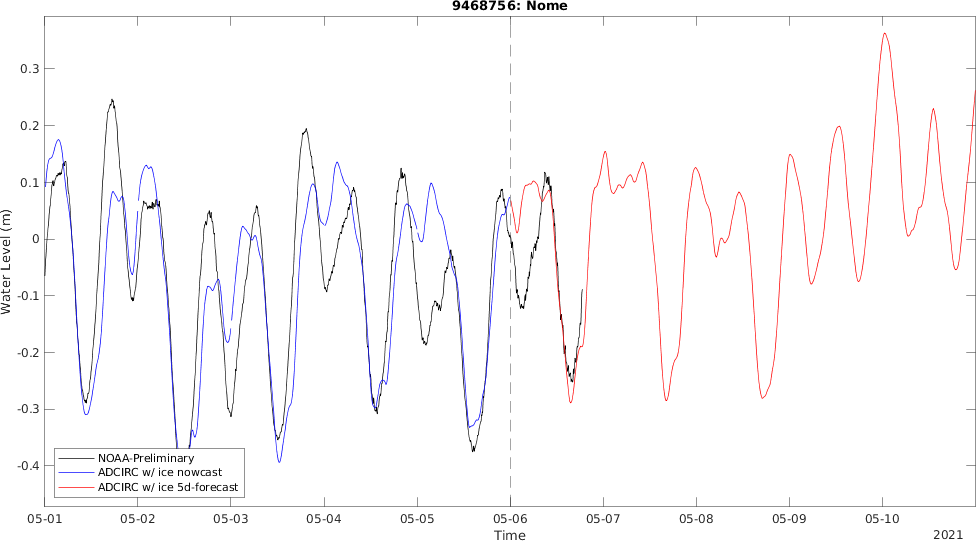 9468756: Nome
Water Level (m)
0.3
0.2
0.1
0
-0.1
-0.2
-0.3
-0.4
NOAA-Preliminary
ADCIRC w/ ice nowcast
ADCIRC w/ ice 5d-forecast
05-01 05-02 05-03 05-04 05-05 05-06 05-07 05-08 05-09 05-10
Time
2021